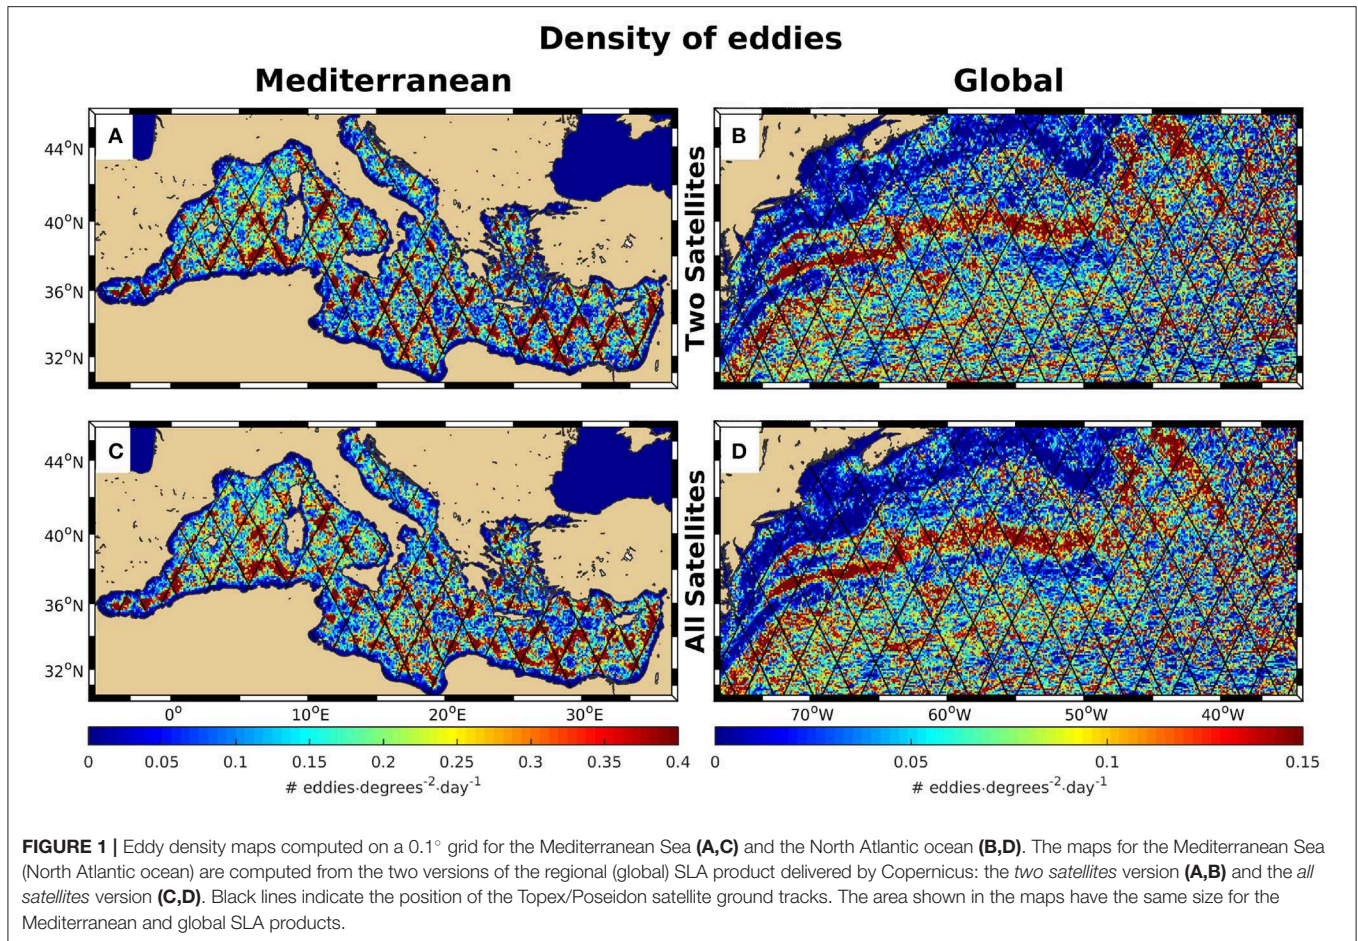 Density of eddies
Mediterranean
Global
A
44°N
40°N
36°N
32°N
Two Satellites
B
C
44°N
40°N
36°N
32°N
0°
10°E
20°E
30°E
All Satellites
D
70°W
60°W
50°W
40°W
0 0.05 0.1 0.15 0.2 0.25 0.3 0.35 0.4
# eddies·degrees⁻²·day⁻¹
0 0.05 0.1 0.15
# eddies·degrees⁻²·day⁻¹
FIGURE 1 | Eddy density maps computed on a 0.1° grid for the Mediterranean Sea (A,C) and the North Atlantic ocean (B,D). The maps for the Mediterranean Sea
(North Atlantic ocean) are computed from the two versions of the regional (global) SLA product delivered by Copernicus: the two satellites version (A,B) and the all
satellites version (C,D). Black lines indicate the position of the Topex/Poseidon satellite ground tracks. The area shown in the maps have the same size for the
Mediterranean and global SLA products.